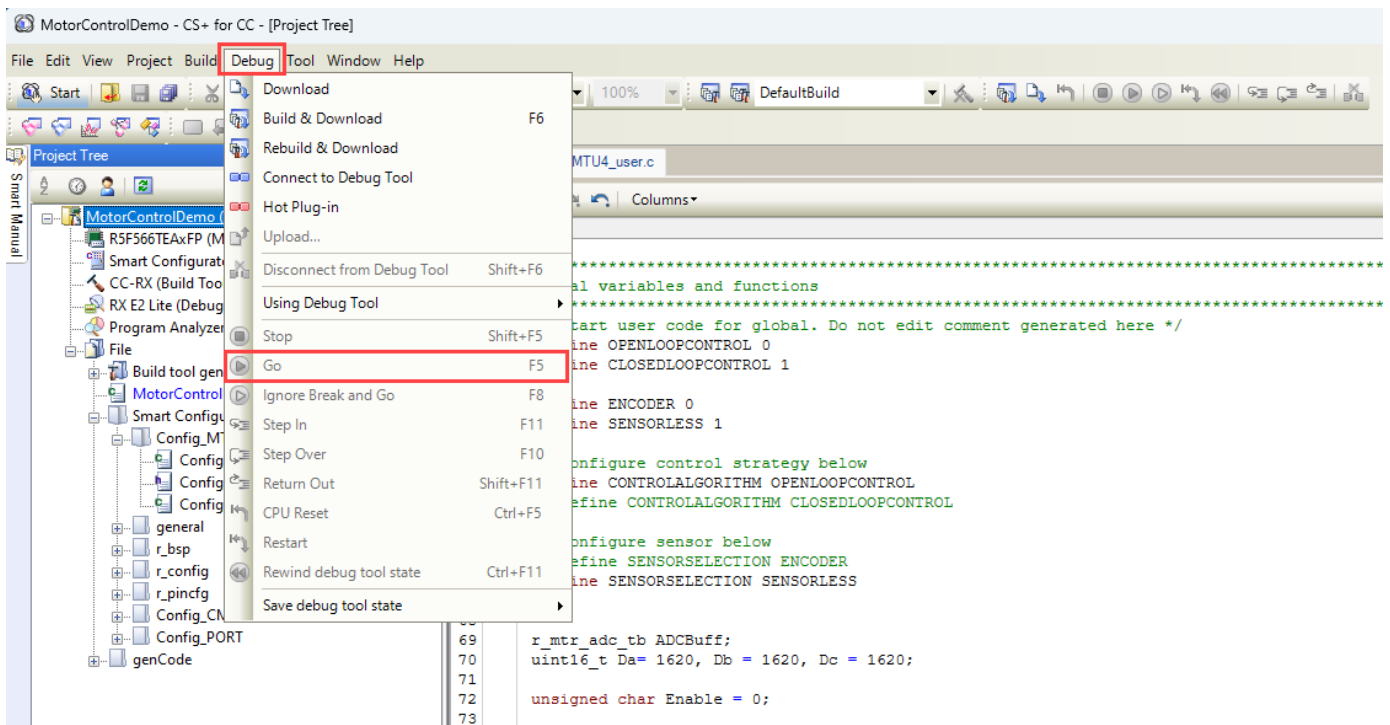 MotorControlDemo - CS+ for CC - [Project Tree]
File Edit View Project Build Debug Tool Window Help
Start 100% DefaultBuild
Download
Build & Download F6
Rebuild & Download
Connect to Debug Tool
Hot Plug-in
Upload...
Disconnect from Debug Tool Shift+F6
Using Debug Tool
Stop Shift+F5
Go F5
Ignore Break and Go F8
Step In F11
Step Over F10
Return Out Shift+F11
CPU Reset Ctrl+F5
Restart
Rewind debug tool state Ctrl+F11
Save debug tool state
Smart Manual
Project Tree
MotorControlDemo (
R5F566TEAxFP (M
Smart Configurat
CC-RX (Build Too
RX E2 Lite (Debug
Program Analyzer
File
Build tool gen
MotorControl
Smart Configu
Config_MT
Config
Config
Config
general
r_bsp
r_config
r_pincfg
Config_CM
Config_PORT
genCode
MTU4_user.c
Columns
al variables and functions
tart user code for global. Do not edit comment generated here */
ine OPENLOOPCONTROL 0
ine CLOSEDLOOPCONTROL 1
ine ENCODER 0
ine SENSORLESS 1
onfigure control strategy below
ine CONTROLALGORITHM OPENLOOPCONTROL
efine CONTROLALGORITHM CLOSEDLOOPCONTROL
onfigure sensor below
efine SENSORSELECTION ENCODER
ine SENSORSELECTION SENSORLESS
69 r_mtr_adc_tb ADCBuff;
70 uint16_t Da= 1620, Db = 1620, Dc = 1620;
71
72 unsigned char Enable = 0;
73